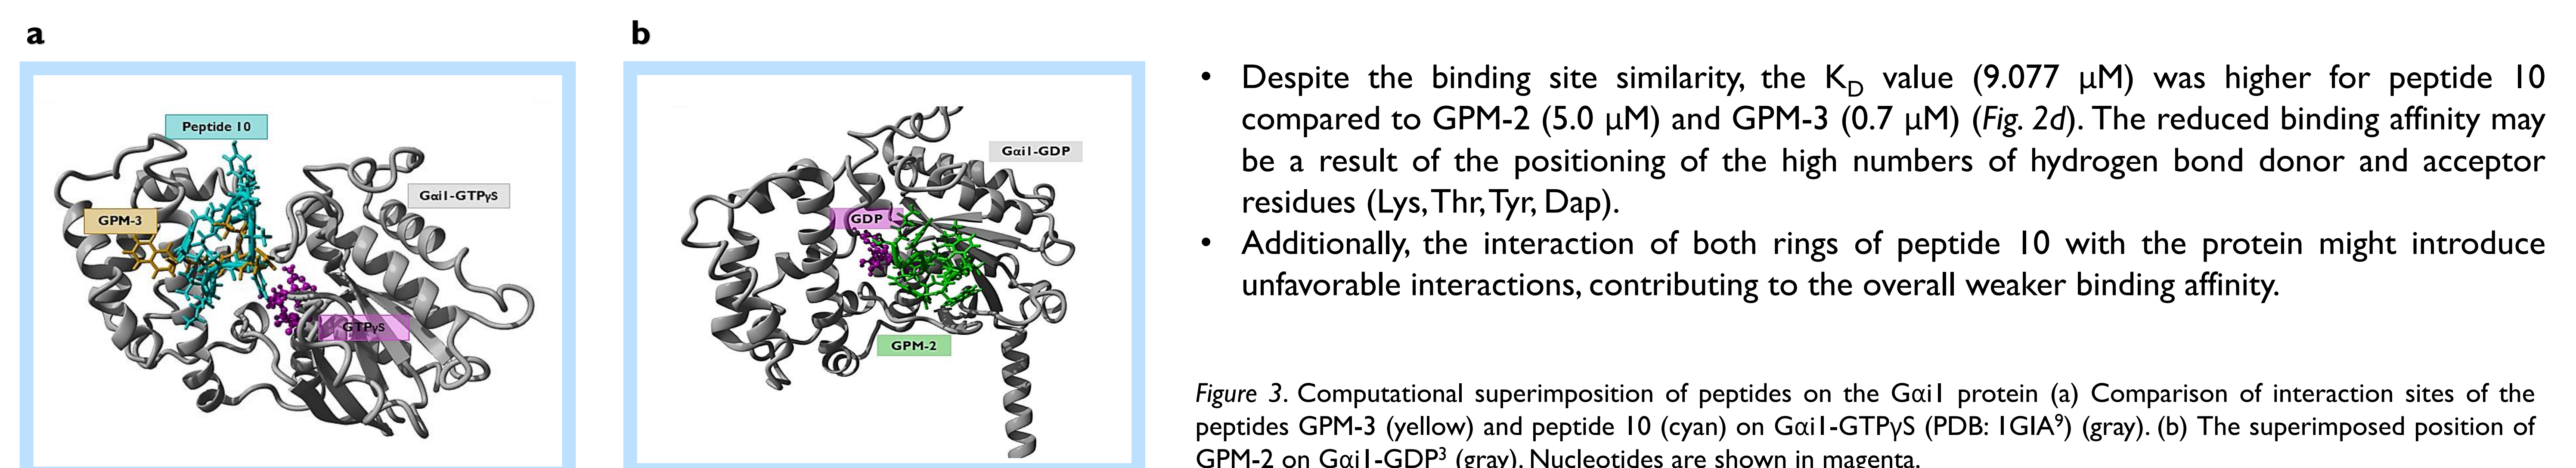 a
b
Peptide 10
Gαi1-GTPγS
GPM-3
GTPγS
Gαi1-GDP
GDP
GPM-2
• Despite the binding site similarity, the KD value (9.077 μM) was higher for peptide 10
compared to GPM-2 (5.0 μM) and GPM-3 (0.7 μM) (Fig. 2d). The reduced binding affinity may
be a result of the positioning of the high numbers of hydrogen bond donor and acceptor
residues (Lys, Thr, Tyr, Dap).
• Additionally, the interaction of both rings of peptide 10 with the protein might introduce
unfavorable interactions, contributing to the overall weaker binding affinity.
Figure 3. Computational superimposition of peptides on the Gαi1 protein (a) Comparison of interaction sites of the
peptides GPM-3 (yellow) and peptide 10 (cyan) on Gαi1-GTPγS (PDB: 1GIA9) (gray). (b) The superimposed position of
GPM-2 on Gαi1-GDP3 (gray). Nucleotides are shown in magenta.